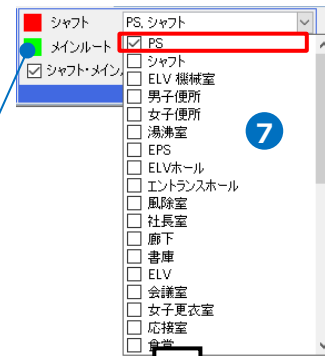 シャフト PS, シャフト
メインルート
シャフト・メイン
PS
シャフト
ELV 機械室
男子便所
女子便所
湯沸室
EPS
ELVホール
エントランスホール
風除室
社長室
廊下
書庫
ELV
会議室
女子更衣室
応接室
食堂
7